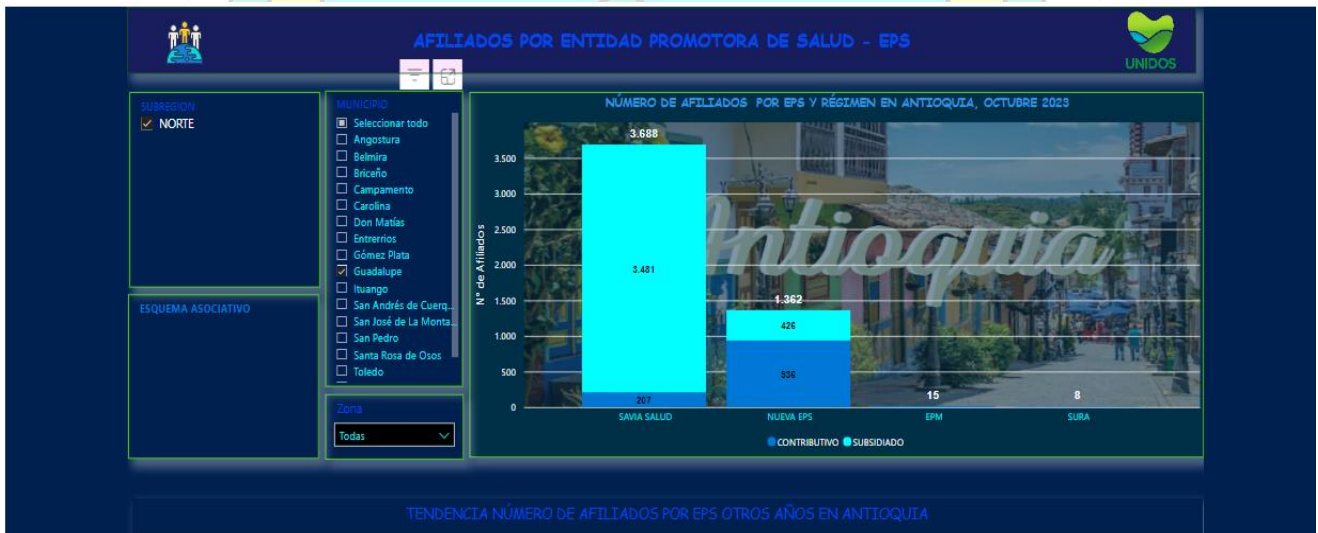 AFILIADOS POR ENTIDAD PROMOTORA DE SALUD - EPS
UNIDOS
SUBREGION
NORTE
ESQUEMA ASOCIATIVO
MUNICIPIO
Seleccionar todo
Angostura
Belmira
Briceño
Campamento
Carolina
Don Matías
Entrerrios
Gómez Plata
Guadalupe
Ituango
San Andrés de Cuerq...
San José de La Monta...
San Pedro
Santa Rosa de Osos
Toledo
Zona
Todas
NÚMERO DE AFILIADOS POR EPS Y RÉGIMEN EN ANTIOQUIA, OCTUBRE 2023
Antioquia
N° de Afiliados
3.500
3.000
2.500
2.000
1.500
1.000
500
0
3.688
3.481
207
1.362
426
936
15
8
SAVIA SALUD
NUEVA EPS
EPM
SURA
CONTRIBUTIVO SUBSIDIADO
TENDENCIA NÚMERO DE AFILIADOS POR EPS OTROS AÑOS EN ANTIOQUIA